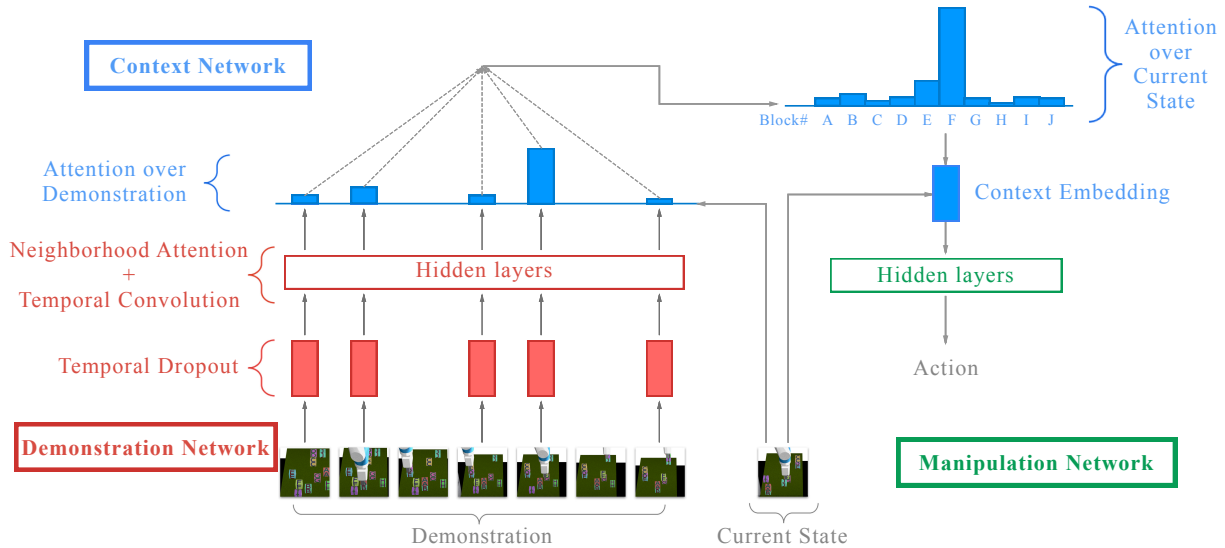 Context Network
Attention
over
Current
State
Block# A B C D E F G H I J
Attention over
Demonstration
Context Embedding
Neighborhood Attention
+
Temporal Convolution
Hidden layers
Hidden layers
Temporal Dropout
Action
Demonstration Network
Manipulation Network
Demonstration
Current State